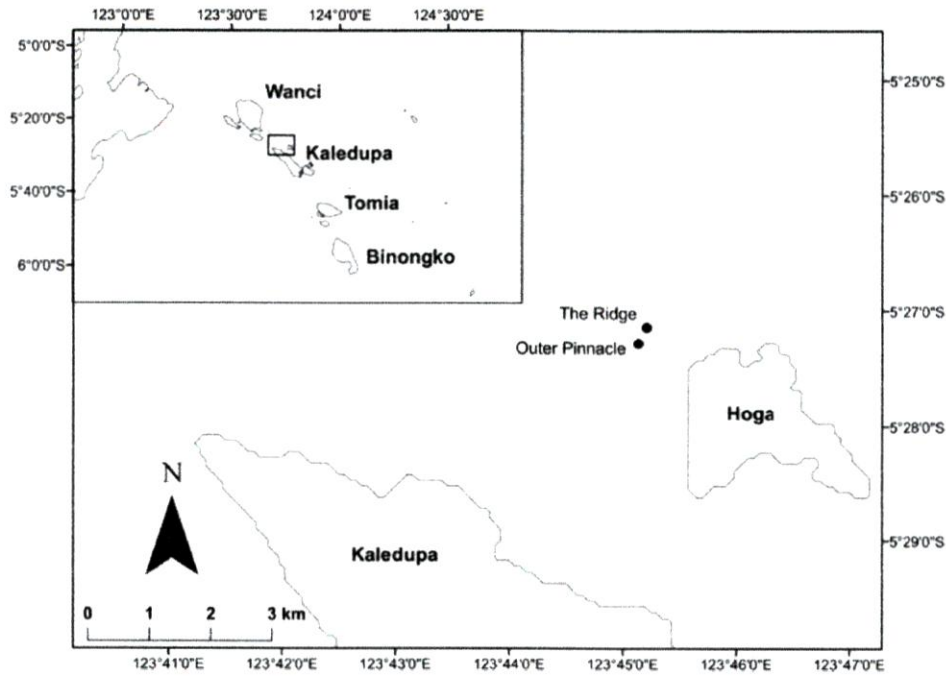 123°0'0"E 123°30'0"E 124°0'0"E 124°30'0"E
5°0'0"S
5°20'0"S
5°40'0"S
6°0'0"S
Wanci
Kaledupa
Tomia
Binongko
5°25'0"S
5°26'0"S
5°27'0"S
5°28'0"S
5°29'0"S
The Ridge
Outer Pinnacle
Hoga
Kaledupa
N
0 1 2 3 km
123°41'0"E 123°42'0"E 123°43'0"E 123°44'0"E 123°45'0"E 123°46'0"E 123°47'0"E